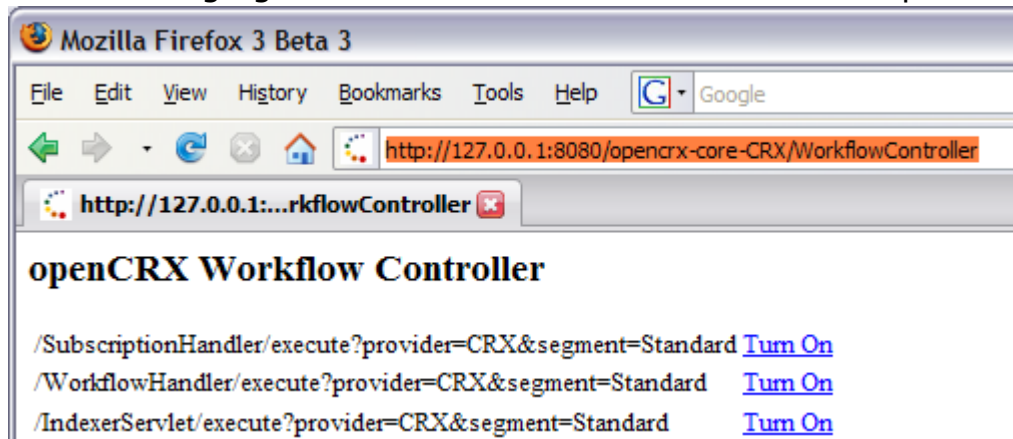 Mozilla Firefox 3 Beta 3
File Edit View History Bookmarks Tools Help G Google
http://127.0.0.1:8080/opencrx-core-CRX/WorkflowController
http://127.0.0.1:...rkflowController
openCRX Workflow Controller
/SubscriptionHandler/execute?provider=CRX&segment=Standard Turn On
/WorkflowHandler/execute?provider=CRX&segment=Standard Turn On
/IndexerServlet/execute?provider=CRX&segment=Standard Turn On